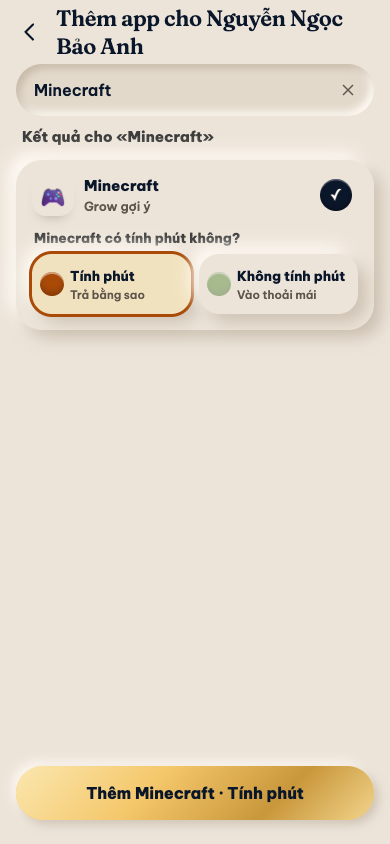 Thêm app cho Nguyễn Ngọc
Bảo Anh
Minecraft
Kết quả cho «Minecraft»
Minecraft
Grow gợi ý
Minecraft có tính phút không?
Tính phút
Trả bằng sao
Không tính phút
Vào thoải mái
Thêm Minecraft · Tính phút